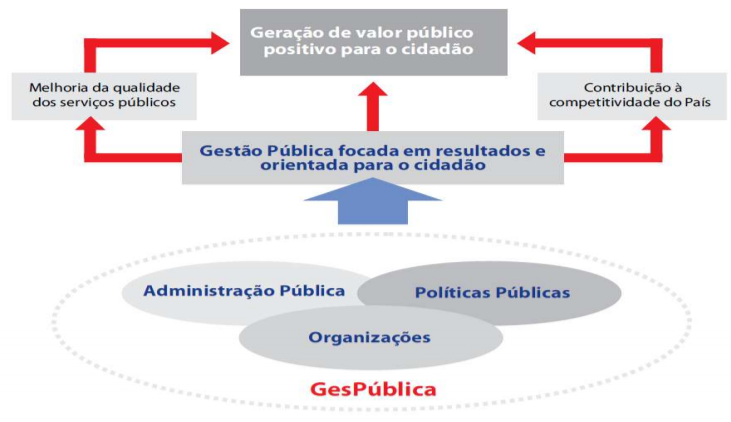 Geração de valor público
positivo para o cidadão
Melhoria da qualidade
dos serviços públicos
Contribuição à
competitividade do País
Gestão Pública focada em resultados e
orientada para o cidadão
Administração Pública
Políticas Públicas
Organizações
GesPública